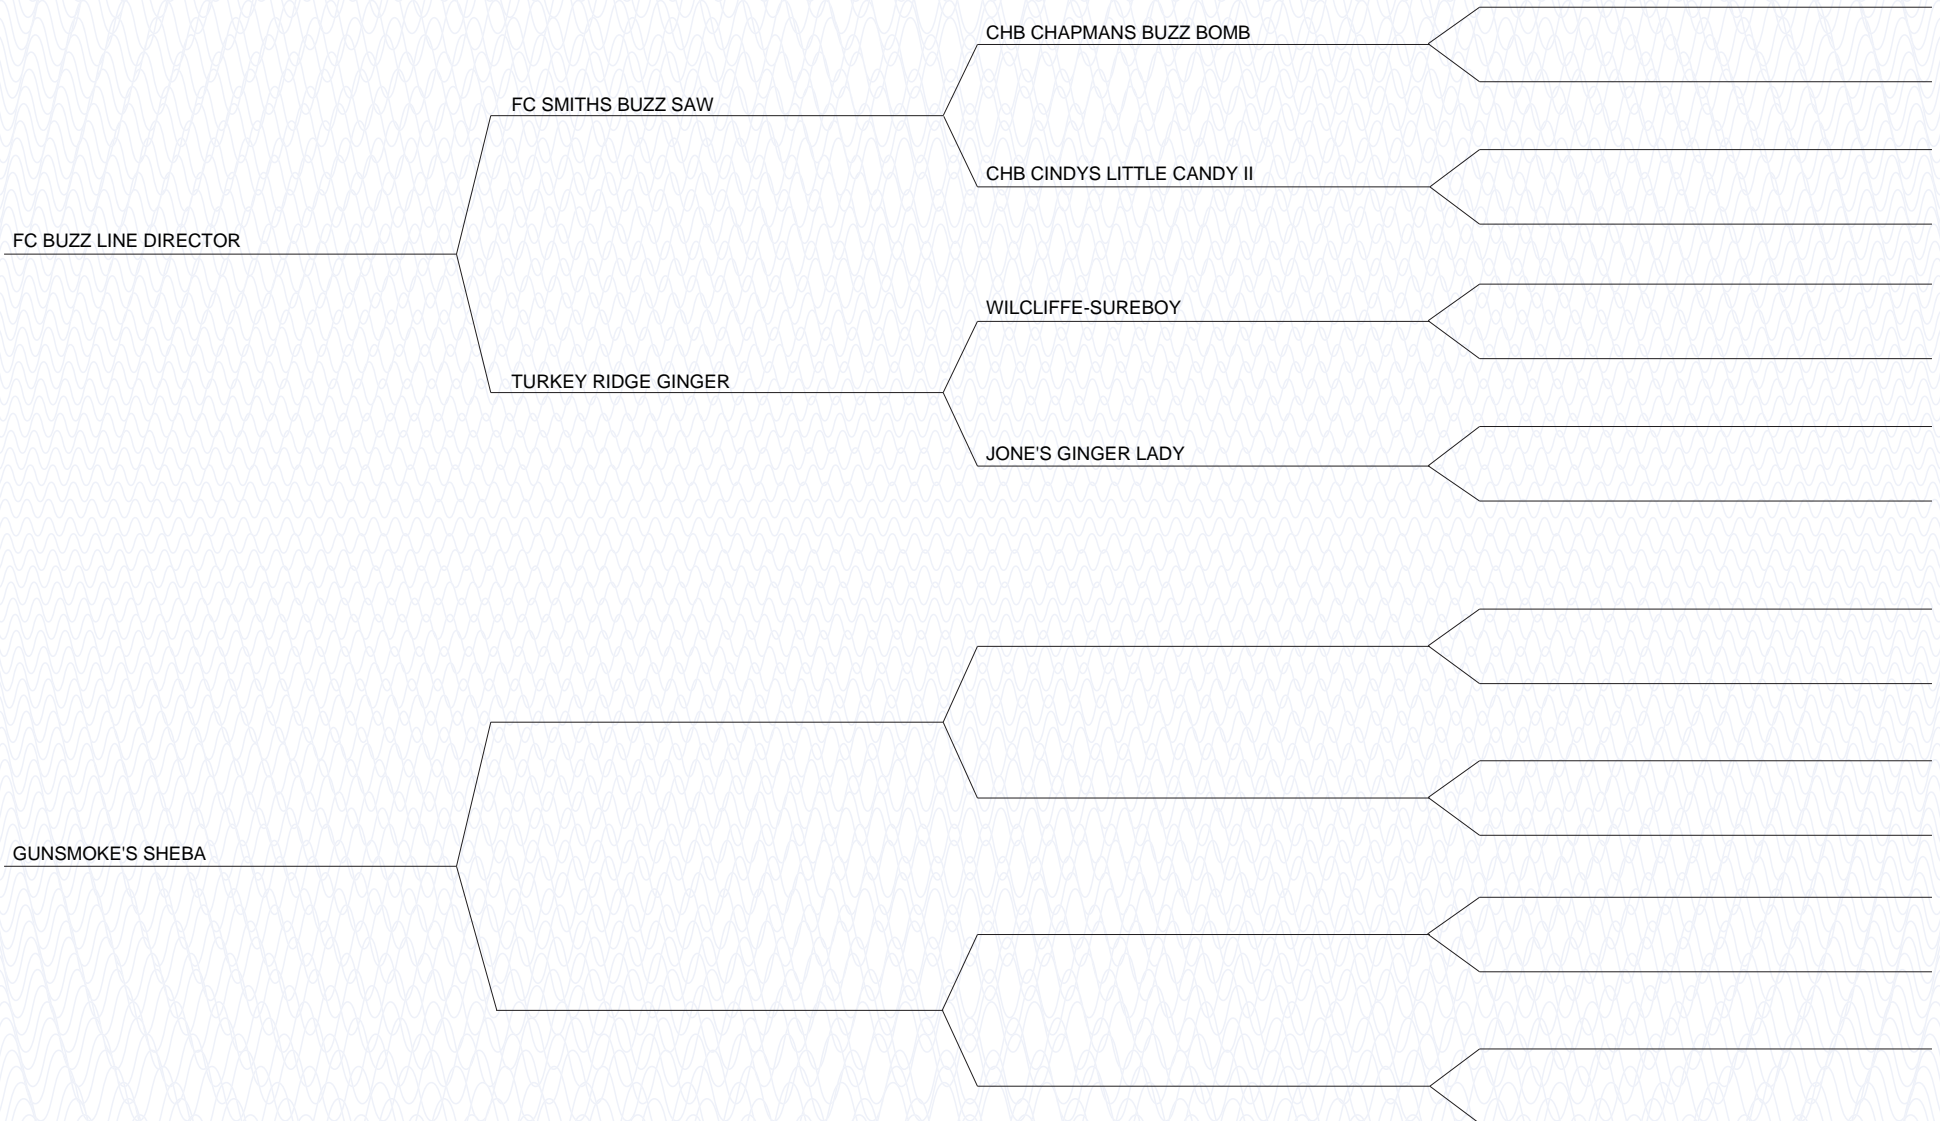 CHB CHAPMANS BUZZ BOMB
FC SMITHS BUZZ SAW
CHB CINDYS LITTLE CANDY II
FC BUZZ LINE DIRECTOR
WILCLIFFE-SUREBOY
TURKEY RIDGE GINGER
JONE'S GINGER LADY
GUNSMOKE'S SHEBA